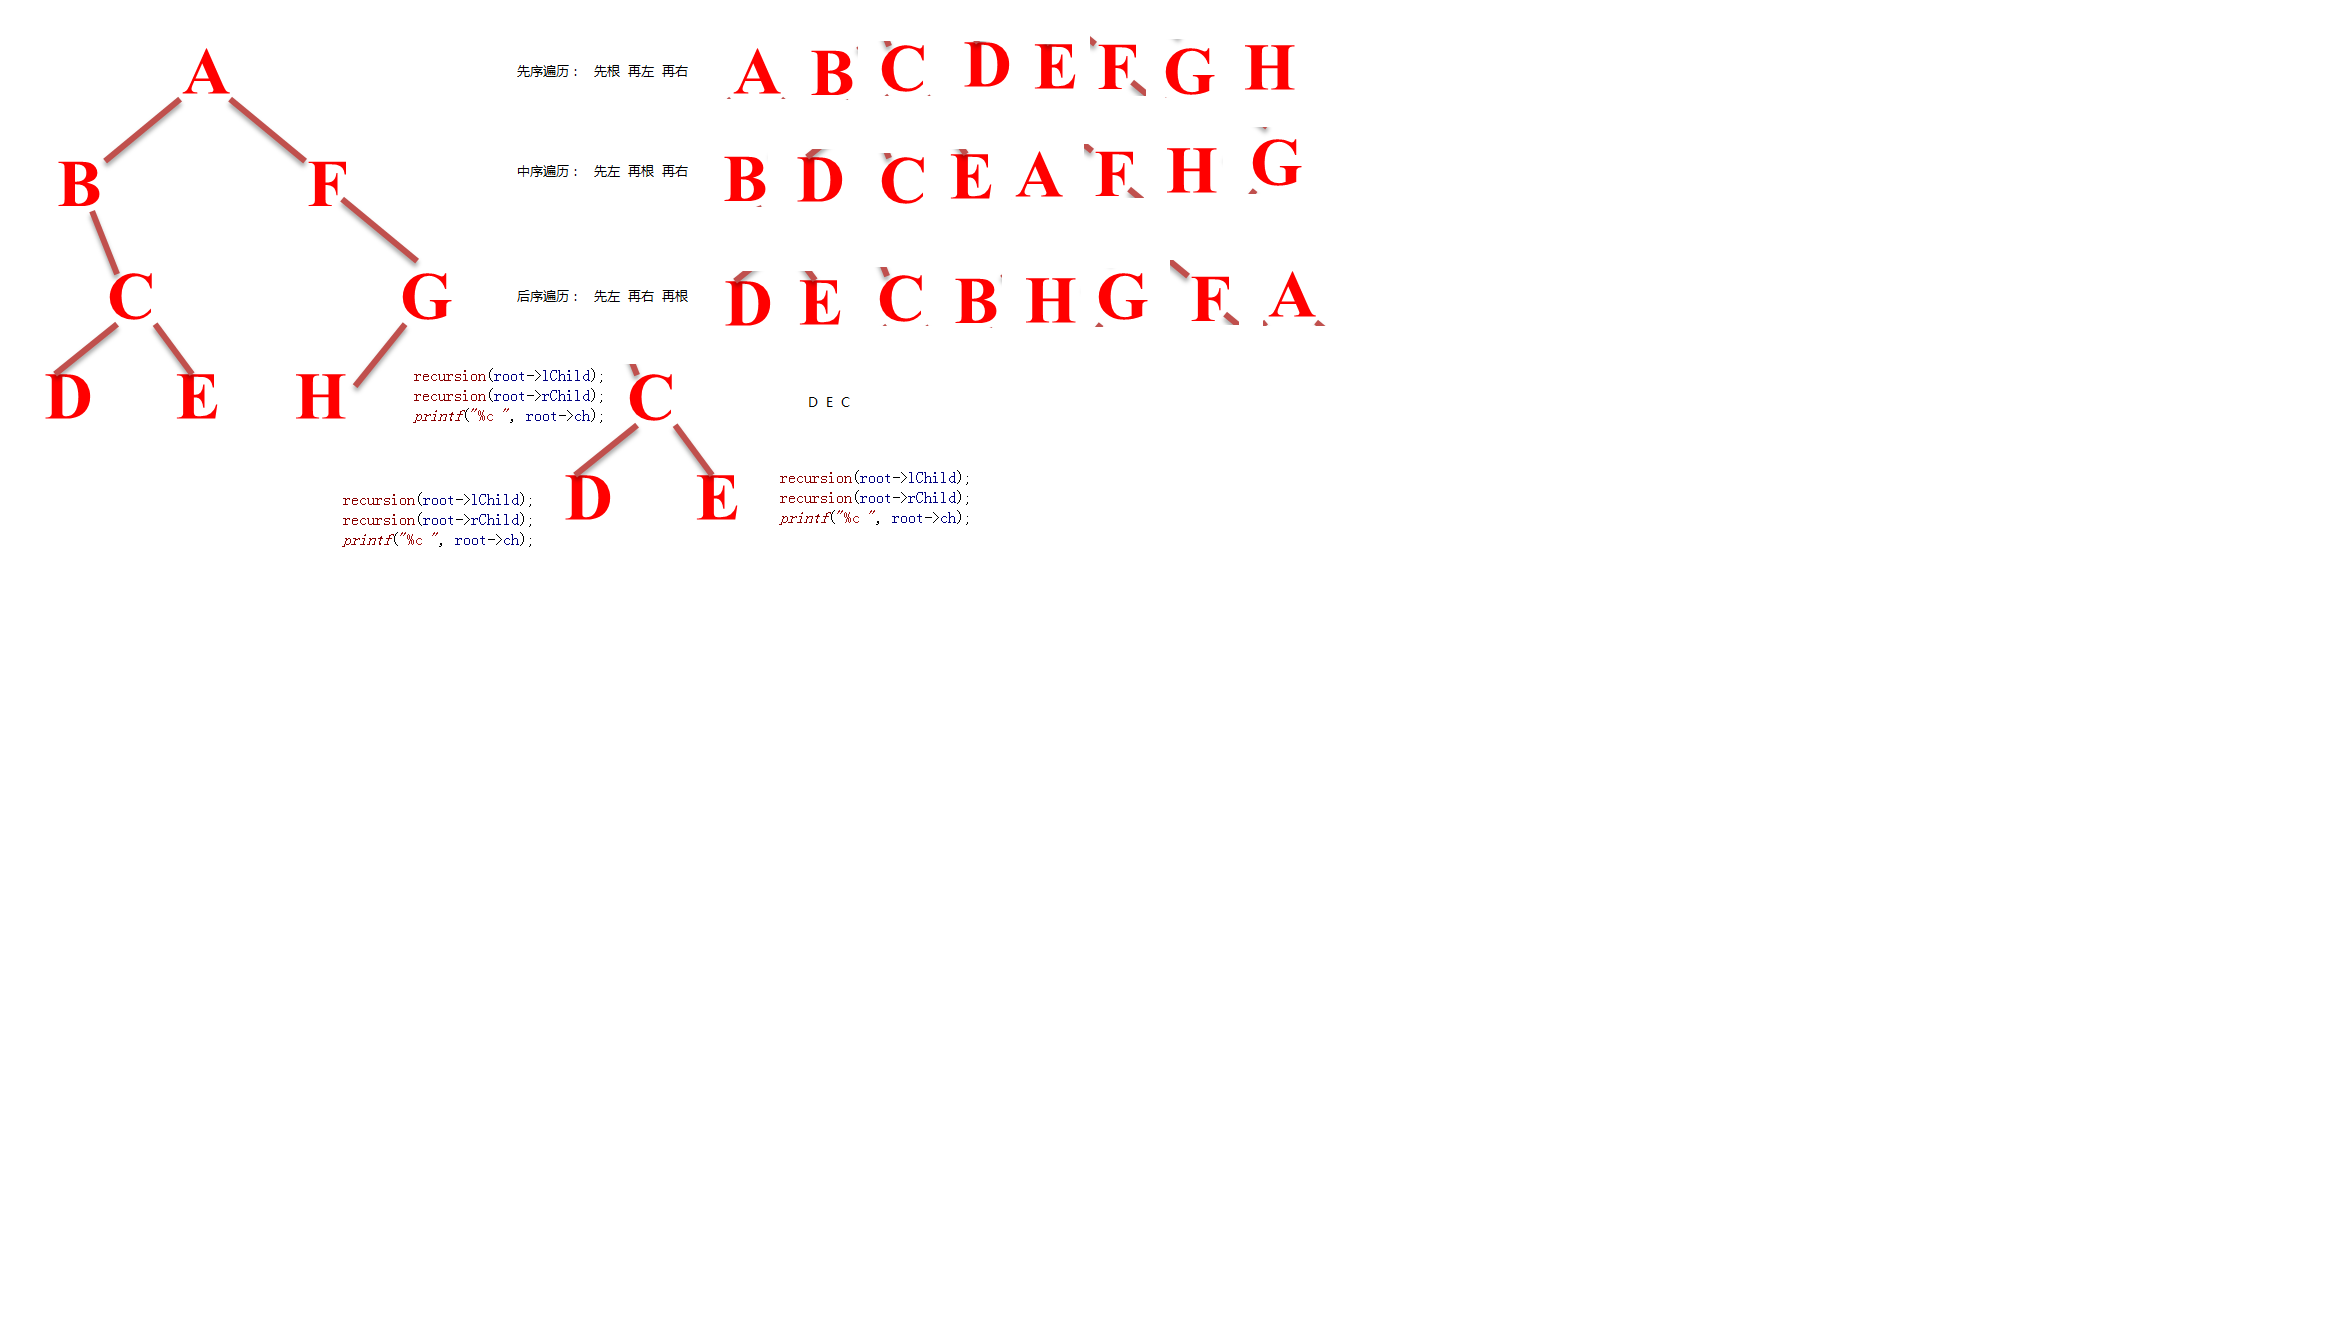 A
B F
C G
D E H
先序遍历： 先根 再左 再右 A B C D E F G H
中序遍历： 先左 再根 再右 B D C E A F H G
后序遍历： 先左 再右 再根 D E C B H G F A
recursion(root->lChild);
recursion(root->rChild);
printf("%c ", root->ch);
C
D E C
D E
recursion(root->lChild);
recursion(root->rChild);
printf("%c ", root->ch);
recursion(root->lChild);
recursion(root->rChild);
printf("%c ", root->ch);